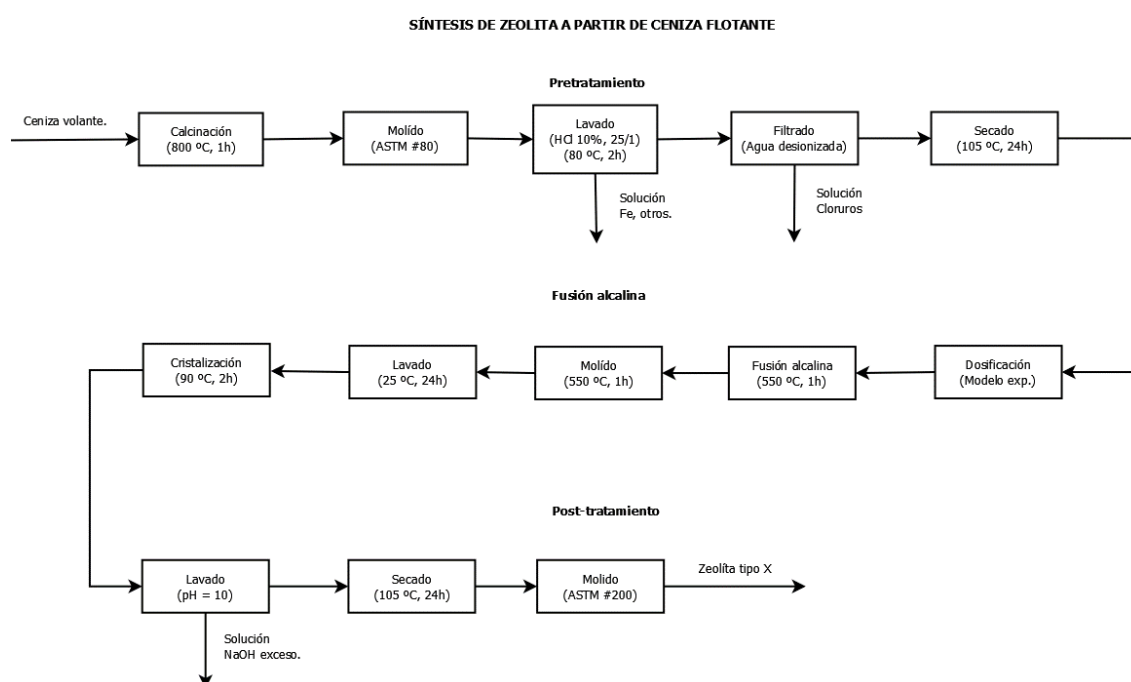 SÍNTESIS DE ZEOLITA A PARTIR DE CENIZA FLOTANTE
Pretratamiento
Ceniza volante.
Calcinación
(800 ºC, 1h)
Molído
(ASTM #80)
Lavado
(HCl 10%, 25/1)
(80 ºC, 2h)
Filtrado
(Agua desionizada)
Secado
(105 ºC, 24h)
Solución
Fe, otros.
Solución
Cloruros
Fusión alcalina
Cristalización
(90 ºC, 2h)
Lavado
(25 ºC, 24h)
Molído
(550 ºC, 1h)
Fusión alcalina
(550 ºC, 1h)
Dosificación
(Modelo exp.)
Post-tratamiento
Lavado
(pH = 10)
Secado
(105 ºC, 24h)
Molido
(ASTM #200)
Zeolíta tipo X
Solución
NaOH exceso.